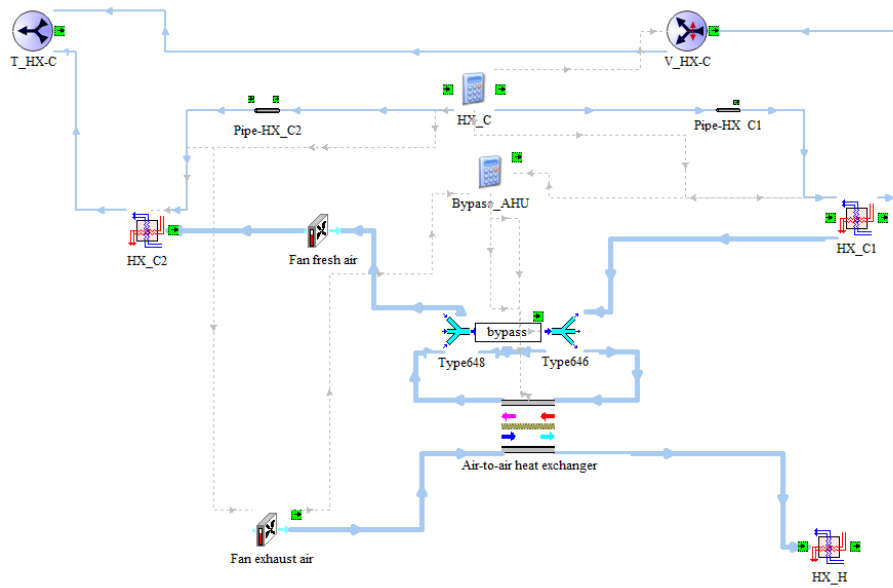 T_HX-C
V_HX-C
HX_C
Pipe-HX_C2
Pipe-HX_C1
Bypass_AHU
HX_C2
Fan fresh air
HX_C1
bypass
Type648
Type646
Air-to-air heat exchanger
Fan exhaust air
HX_H